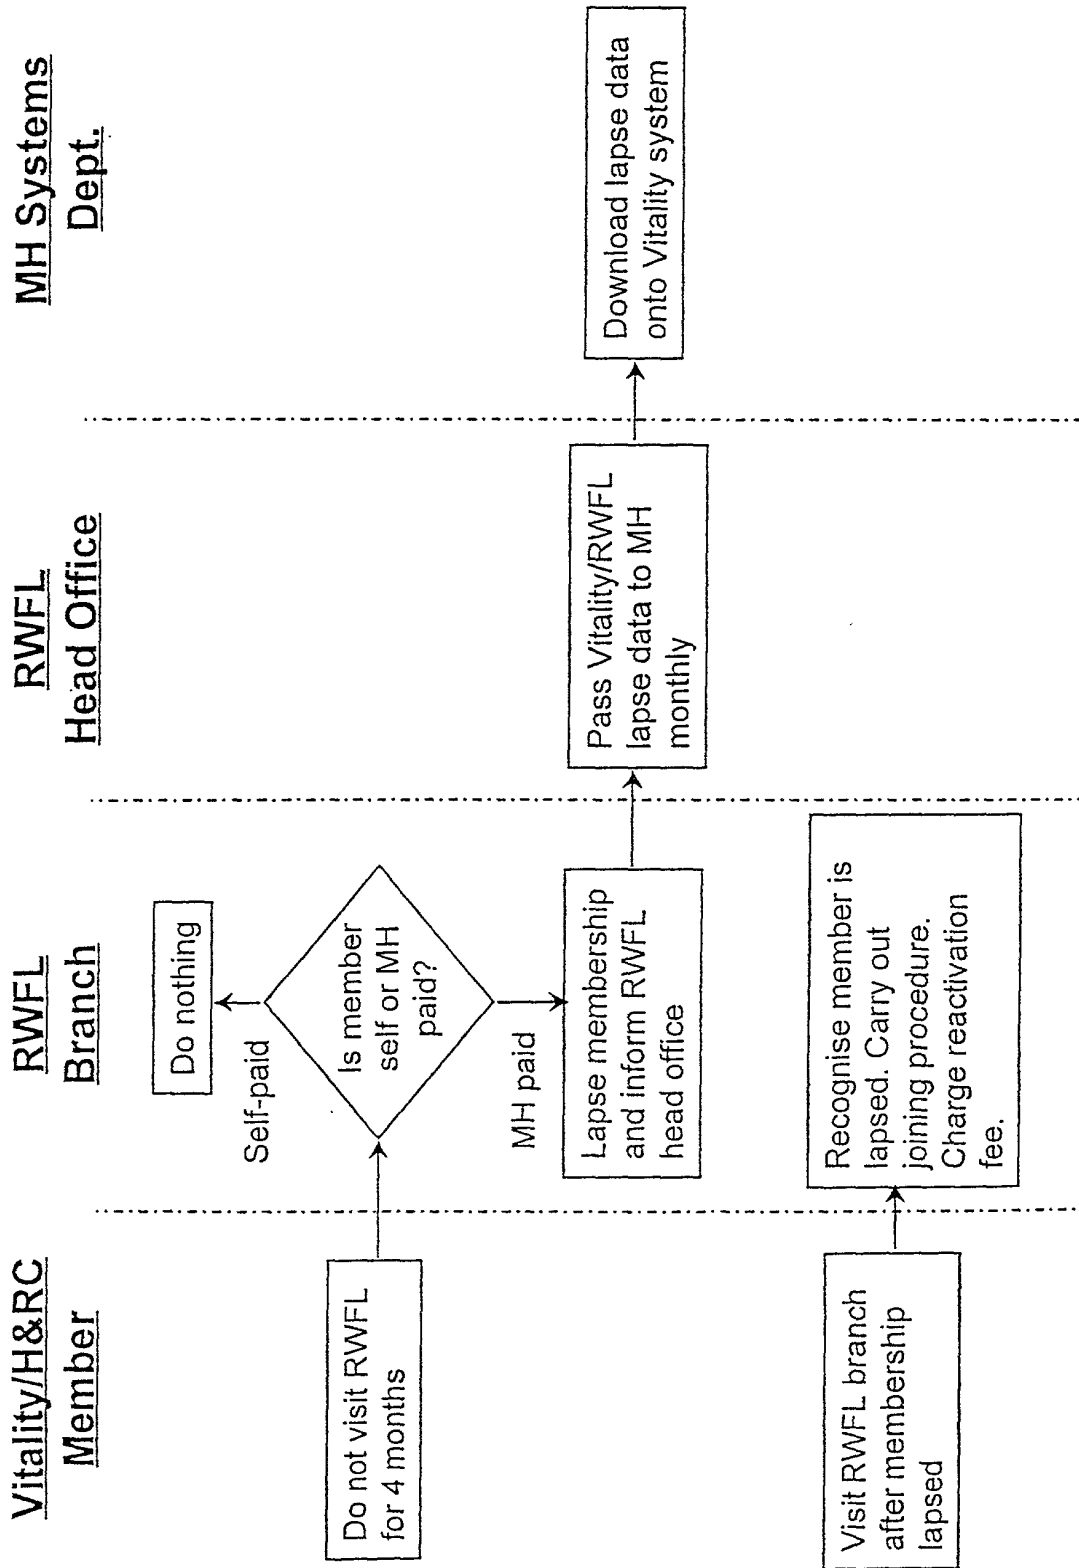 Vitality/H&RC
Member
RWFL
Branch
RWFL
Head Office
MH Systems
Dept.
Do nothing
Self-paid
Do not visit RWFL
for 4 months
Is member
self or MH
paid?
MH paid
Lapse membership
and inform RWFL
head office
Pass Vitality/RWFL
lapse data to MH
monthly
Download lapse data
onto Vitality system
Visit RWFL branch
after membership
lapsed
Recognise member is
lapsed. Carry out
joining procedure.
Charge reactivation
fee.